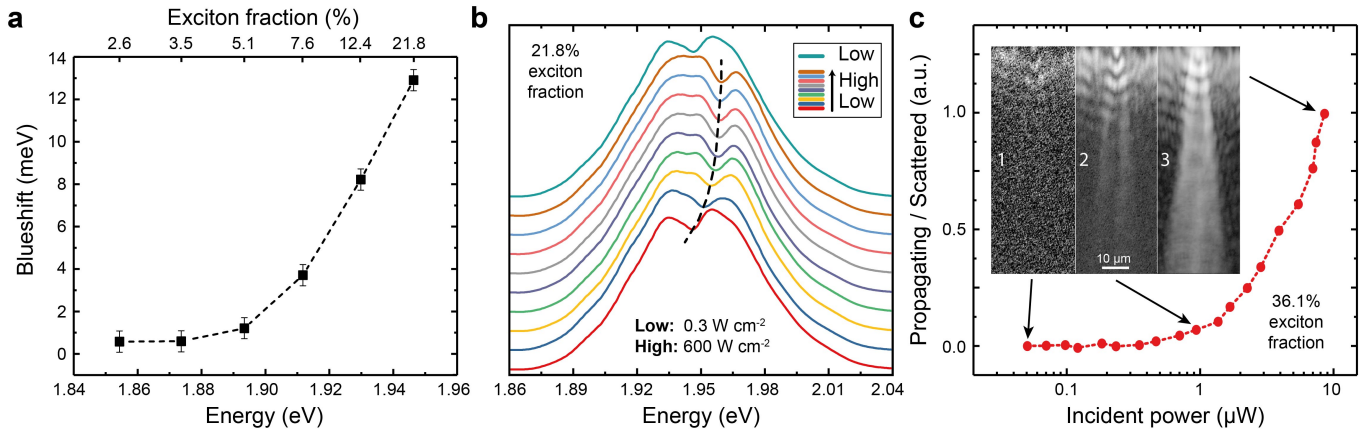 a
Exciton fraction (%)
2.6 3.5 5.1 7.6 12.4 21.8
14
12
10
8
6
4
2
0
Blueshift (meV)
1.84 1.86 1.88 1.90 1.92 1.94 1.96
Energy (eV)
b
21.8%
exciton
fraction
Low
High
Low
Low: 0.3 W cm-2
High: 600 W cm-2
1.86 1.89 1.92 1.95 1.98 2.01 2.04
Energy (eV)
c
Propagating / Scattered (a.u.)
1.0
0.5
0.0
1 2 3
10 µm
36.1%
exciton
fraction
0.1 1 10
Incident power (µW)